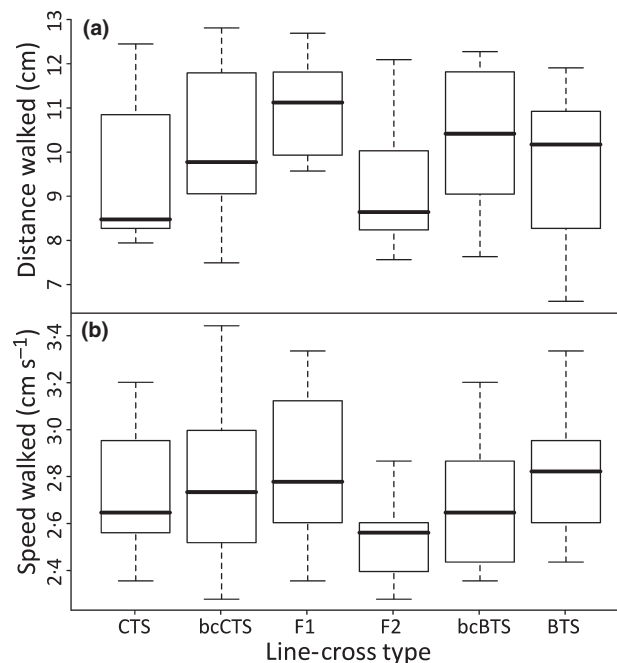 (a)
Distance walked (cm)
13
12
11
10
9
8
7
(b)
Speed walked (cm s−1)
3·4
3·2
3·0
2·8
2·6
2·4
CTS bcCTS F1 F2 bcBTS BTS
Line-cross type